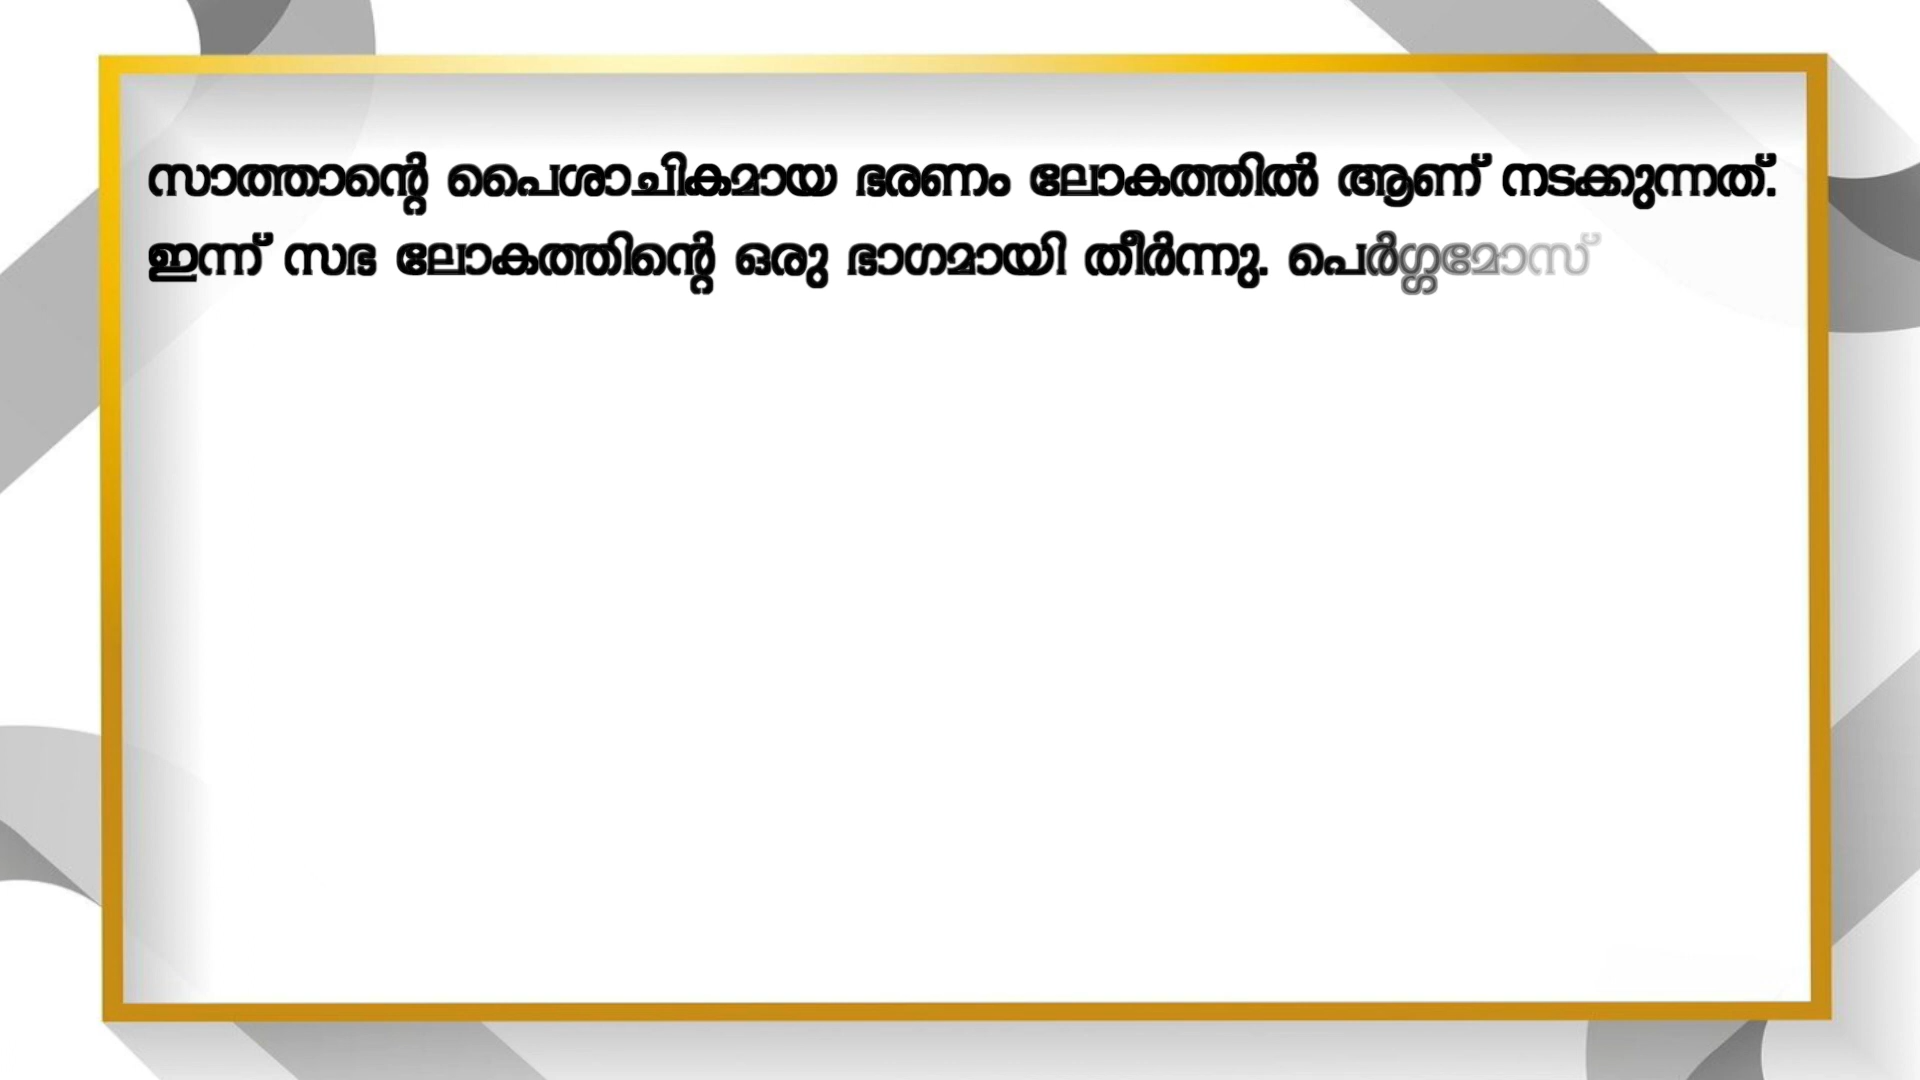 സാത്താന്റെ പൈശാചികമായ ഭരണം ലോകത്തിൽ ആണ് നടക്കുന്നത്.
ഇന്ന് സഭ ലോകത്തിന്റെ ഒരു ഭാഗമായി തീർന്നു. പെർഗ്ഗമോസ്